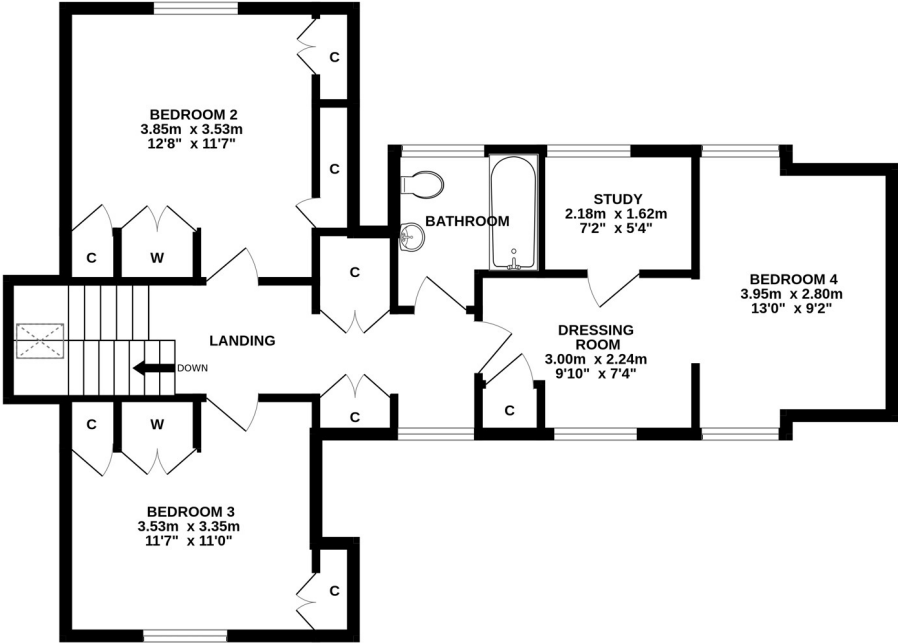 BEDROOM 2
3.85m x 3.53m
12'8" x 11'7"
C
C
C
W
C
BATHROOM
STUDY
2.18m x 1.62m
7'2" x 5'4"
BEDROOM 4
3.95m x 2.80m
13'0" x 9'2"
LANDING
DOWN
DRESSING
ROOM
3.00m x 2.24m
9'10" x 7'4"
C
C
C
W
BEDROOM 3
3.53m x 3.35m
11'7" x 11'0"
C